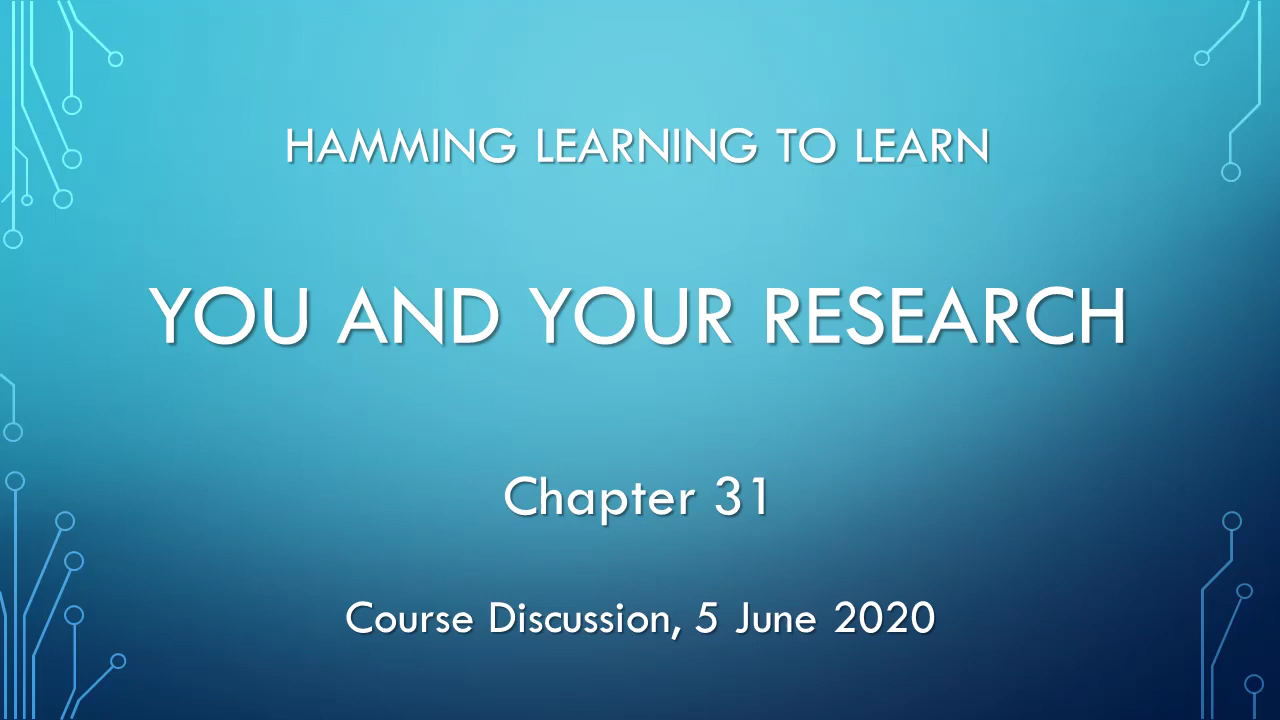 HAMMING LEARNING TO LEARN
YOU AND YOUR RESEARCH
Chapter 31
Course Discussion, 5 June 2020